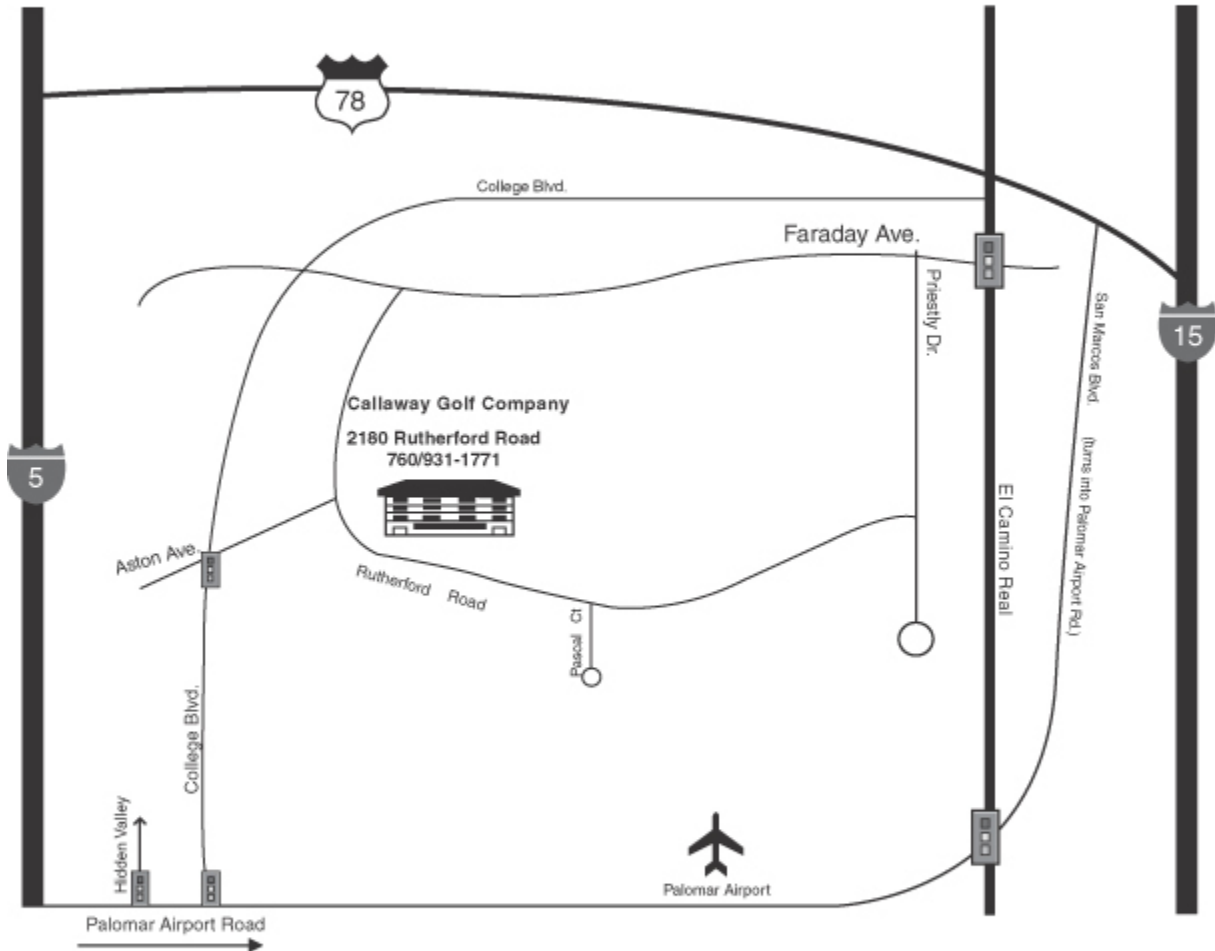 78
College Blvd.
Faraday Ave.
Priestly Dr.
San Marcos Blvd. (turns into Palomar Airport Rd.)
15
Callaway Golf Company
2180 Rutherford Road
760/931-1771
5
El Camino Real
Aston Ave.
Rutherford Road
Pascal Ct
College Blvd.
Hidden Valley
Palomar Airport
Palomar Airport Road